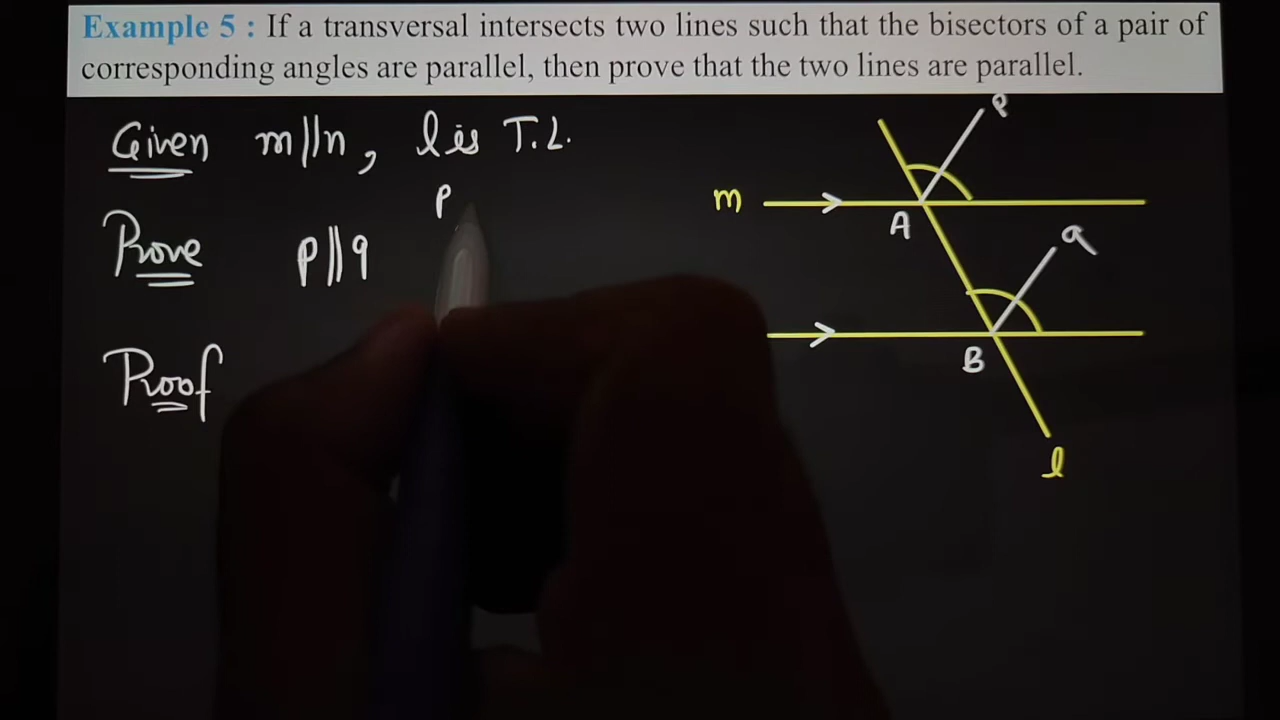 Example 5 : If a transversal intersects two lines such that the bisectors of a pair of
corresponding angles are parallel, then prove that the two lines are parallel.
Given m||n, l is T.L.
P
Prove p||q
Proof
P
m
A
q
B
l